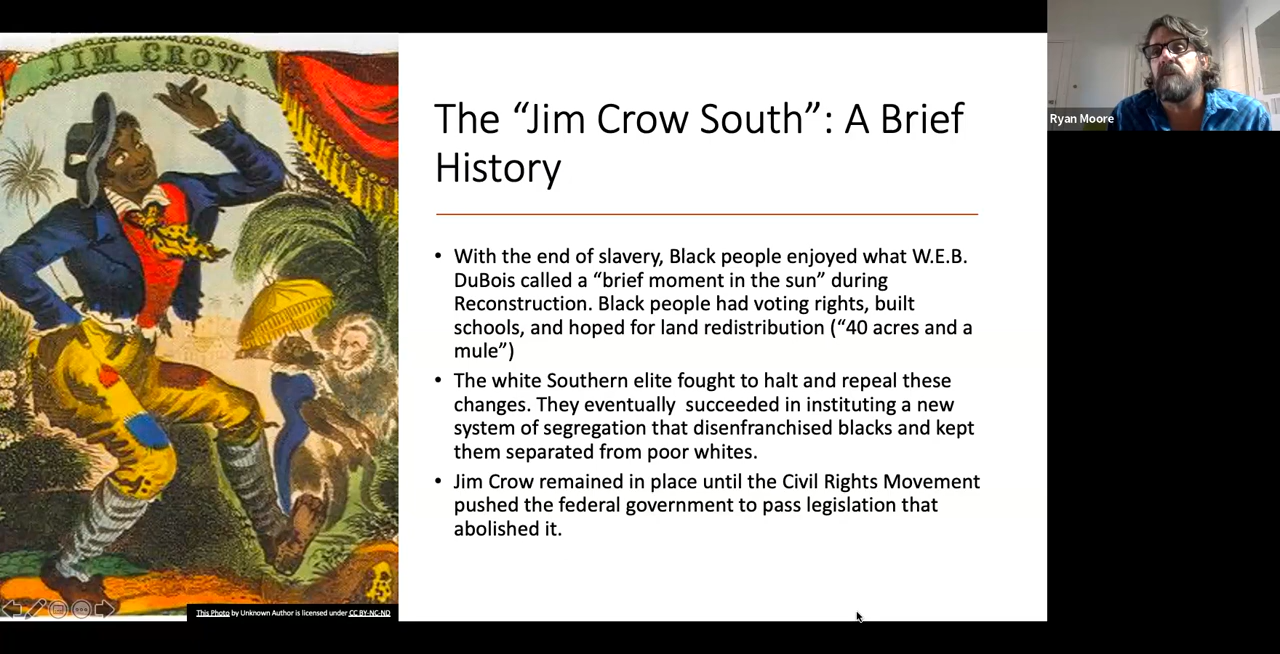 JIM CROW.
The “Jim Crow South”: A Brief
History
• With the end of slavery, Black people enjoyed what W.E.B.
DuBois called a “brief moment in the sun” during
Reconstruction. Black people had voting rights, built
schools, and hoped for land redistribution (“40 acres and a
mule”)
• The white Southern elite fought to halt and repeal these
changes. They eventually  succeeded in instituting a new
system of segregation that disenfranchised blacks and kept
them separated from poor whites.
• Jim Crow remained in place until the Civil Rights Movement
pushed the federal government to pass legislation that
abolished it.
This Photo by Unknown Author is licensed under CC BY-NC-ND
Ryan Moore